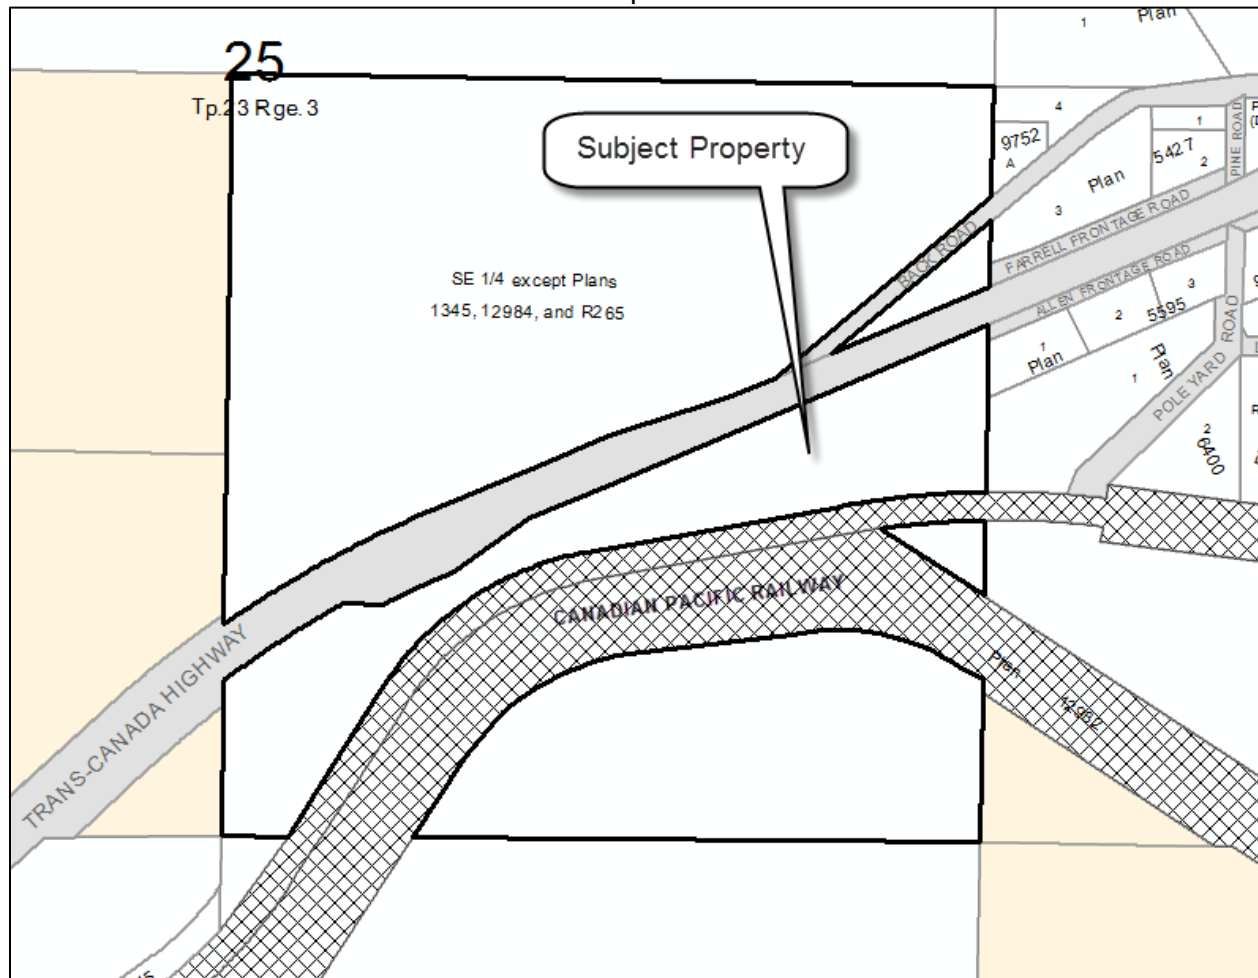 Plan
1
25
Tp.23 Rge.3
4
1
9752
A
PINE ROAD
5427
2
Subject Property
Plan
3
FARRELL FRONTAGE ROAD
BACK ROAD
ALLEN FRONTAGE ROAD
SE 1/4 except Plans
1345, 12984, and R265
3
2
5595
1
Plan
Plan
1
POLE YARD ROAD
2
6400
CANADIAN PACIFIC RAILWAY
TRANS-CANADA HIGHWAY
Plan
12982